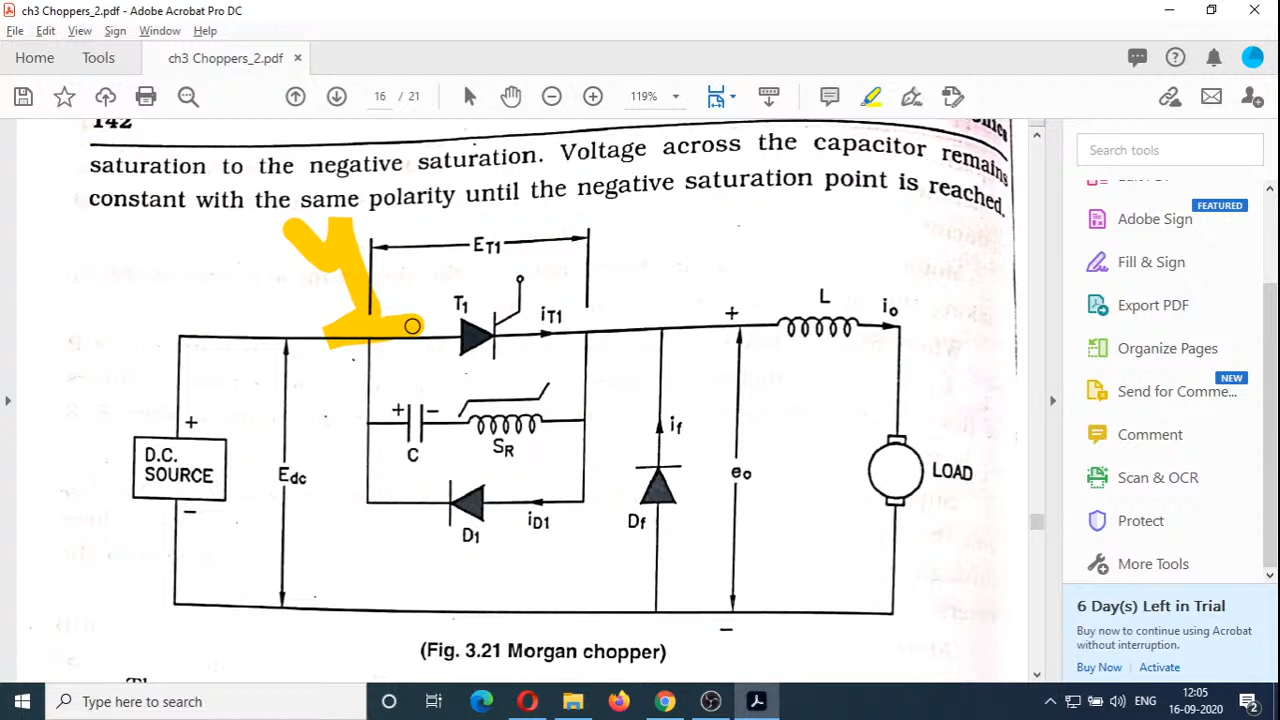 ch3 Choppers_2.pdf - Adobe Acrobat Pro DC
File Edit View Sign Window Help
Home Tools ch3 Choppers_2.pdf ×
16 / 21 119%
142
saturation to the negative saturation. Voltage across the capacitor remains
constant with the same polarity until the negative saturation point is reached.
ET1
T1
iT1
+
L
io
+
D.C.
SOURCE
−
Edc
+ −
C
SR
D1
iD1
if
Df
eo
−
LOAD
(Fig. 3.21 Morgan chopper)
Search tools
Adobe Sign
FEATURED
Fill & Sign
Export PDF
Organize Pages
NEW
Send for Comme...
Comment
Scan & OCR
Protect
More Tools
6 Day(s) Left in Trial
Buy now to continue using Acrobat
without interruption.
Buy Now Activate
Type here to search
ENG
12:05
16-09-2020
2